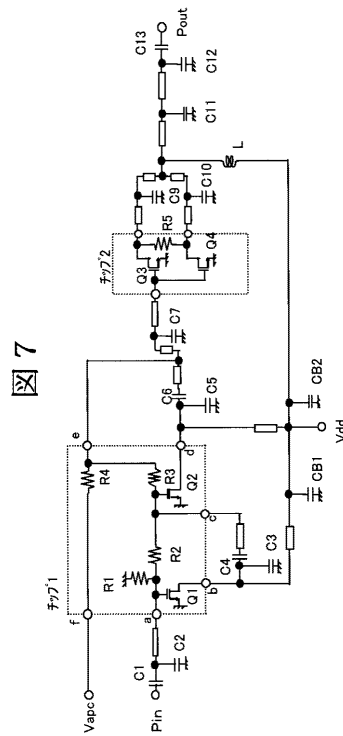 図 7
Vapc
Pin
C1
C2
チップ1
f
a
R1
Q1
b
R2
R4
R3
Q2
e
d
c
C4
C3
CB1
CB2
Vdd
C5
C6
C7
チップ2
Q3
Q4
R5
C9
C10
L
C11
C12
C13
Pout